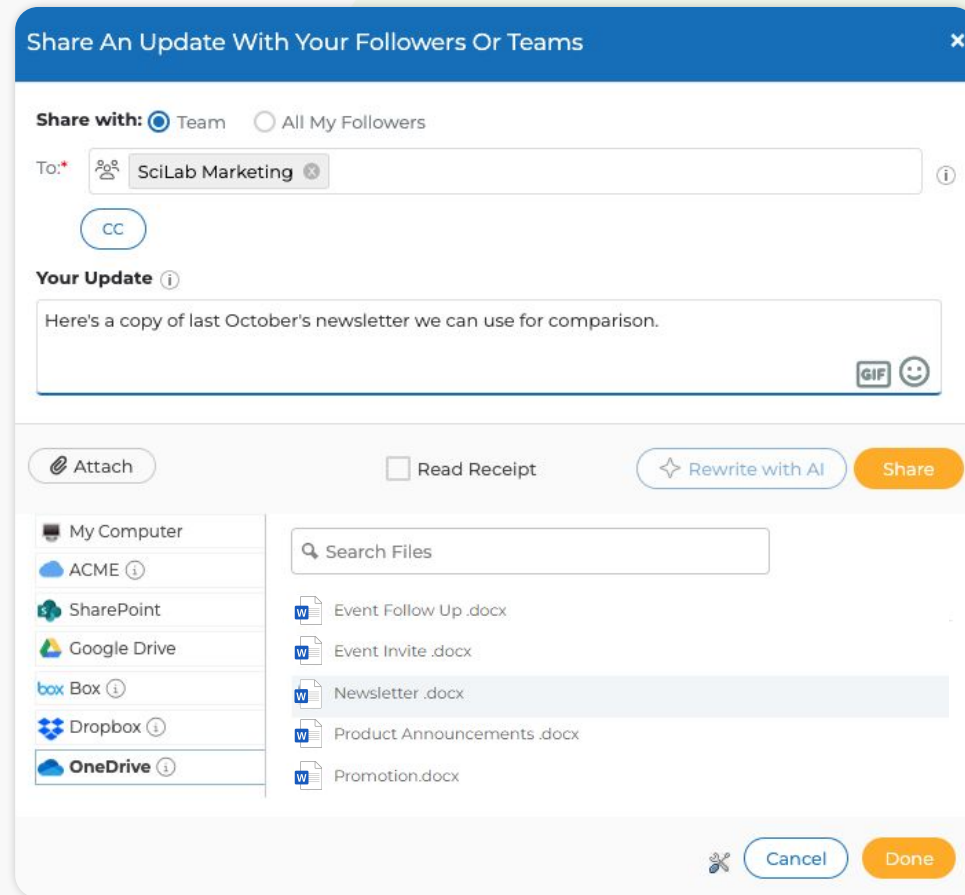 Share An Update With Your Followers Or Teams
Share with: Team All My Followers
To:* SciLab Marketing
CC
Your Update
Here's a copy of last October's newsletter we can use for comparison.
GIF
Attach Read Receipt Rewrite with AI Share
My Computer
ACME
SharePoint
Google Drive
box Box
Dropbox
OneDrive
Search Files
Event Follow Up .docx
Event Invite .docx
Newsletter .docx
Product Announcements .docx
Promotion.docx
Cancel Done